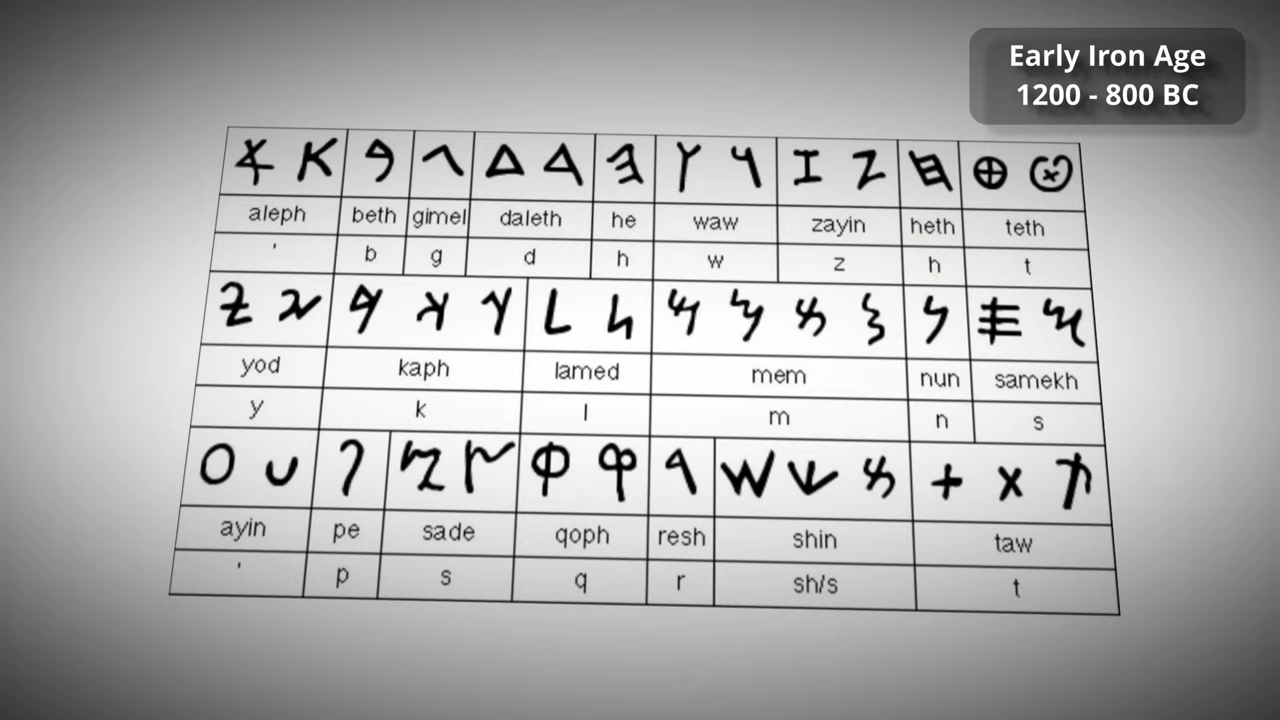 Early Iron Age
1200 - 800 BC
𐤀 𐤀 𐤁 𐤂 𐤃 𐤃 𐤄 𐤅 𐤅 𐤆 𐤆 𐤇 𐤈 𐤈
aleph beth gimel daleth he waw zayin heth teth
' b g d h w z h t
𐤉 𐤉 𐤊 𐤊 𐤊 𐤋 𐤋 𐤌 𐤌 𐤌 𐤌 𐤍 𐤎 𐤎
yod kaph lamed mem nun samekh
y k l m n s
𐤏 𐤏 𐤐 𐤑 𐤑 𐤒 𐤒 𐤓 𐤔 𐤔 𐤔 𐤕 𐤕 𐤕
ayin pe sade qoph resh shin taw
' p s q r sh/s t